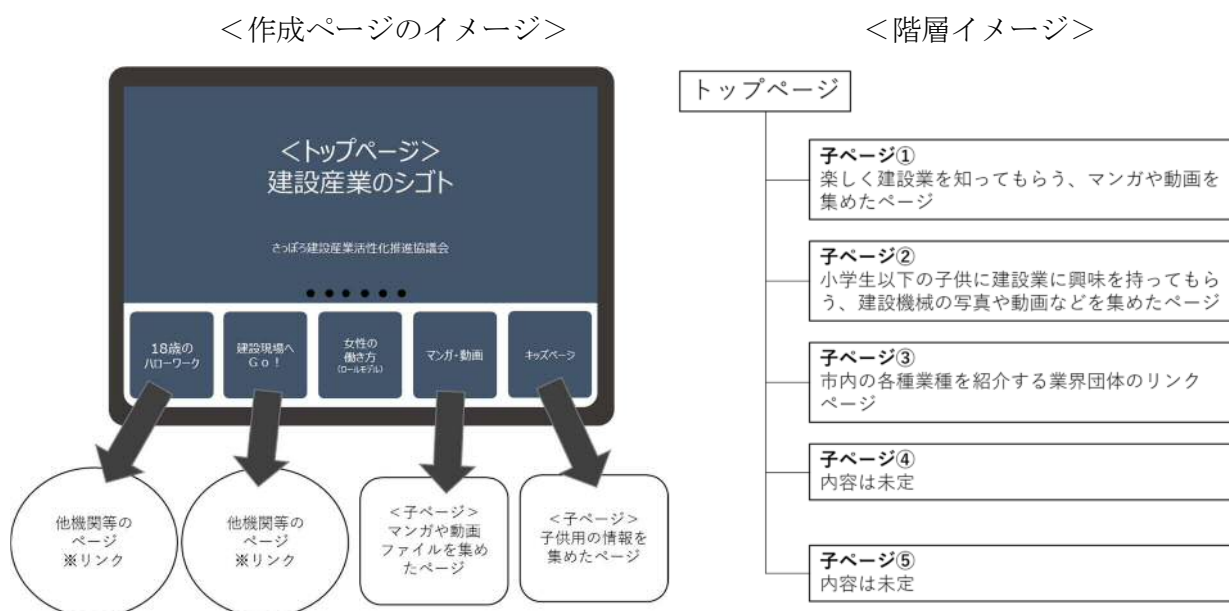 ＜作成ページのイメージ＞
＜トップページ＞
建設産業のシゴト
さっぽろ建設産業活性化推進協議会
18歳の
ハローワーク
建設現場へ
Ｇｏ！
女性の
働き方
(ロールモデル)
マンガ・動画
キッズページ
他機関等の
ページ
※リンク
他機関等の
ページ
※リンク
＜子ページ＞
マンガや動画
ファイルを集め
たページ
＜子ページ＞
子供用の情報を
集めたページ
＜階層イメージ＞
トップページ
子ページ①
楽しく建設業を知ってもらう、マンガや動画を
集めたページ
子ページ②
小学生以下の子供に建設業に興味を持ってもら
う、建設機械の写真や動画などを集めたページ
子ページ③
市内の各種業種を紹介する業界団体のリンク
ページ
子ページ④
内容は未定
子ページ⑤
内容は未定